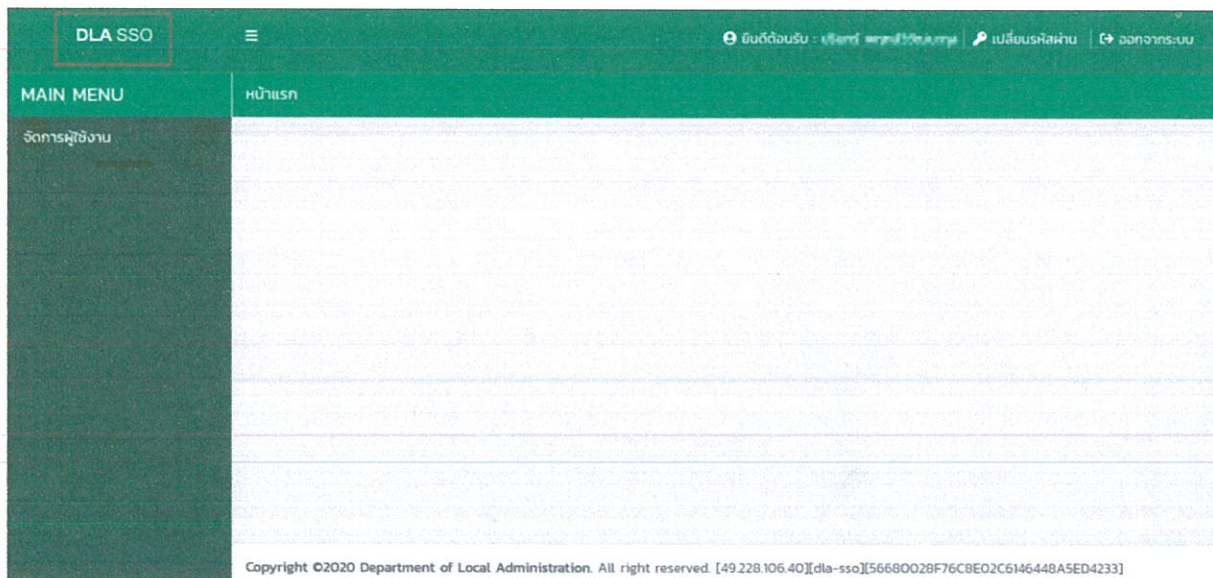 DLA SSO
ยินดีต้อนรับ : เปลี่ยนรหัสผ่าน ออกจากระบบ
MAIN MENU หน้าแรก
จัดการผู้ใช้งาน
Copyright ©2020 Department of Local Administration. All right reserved. [49.228.106.40][dla-sso][56680028F76C8E02C6146448A5ED4233]